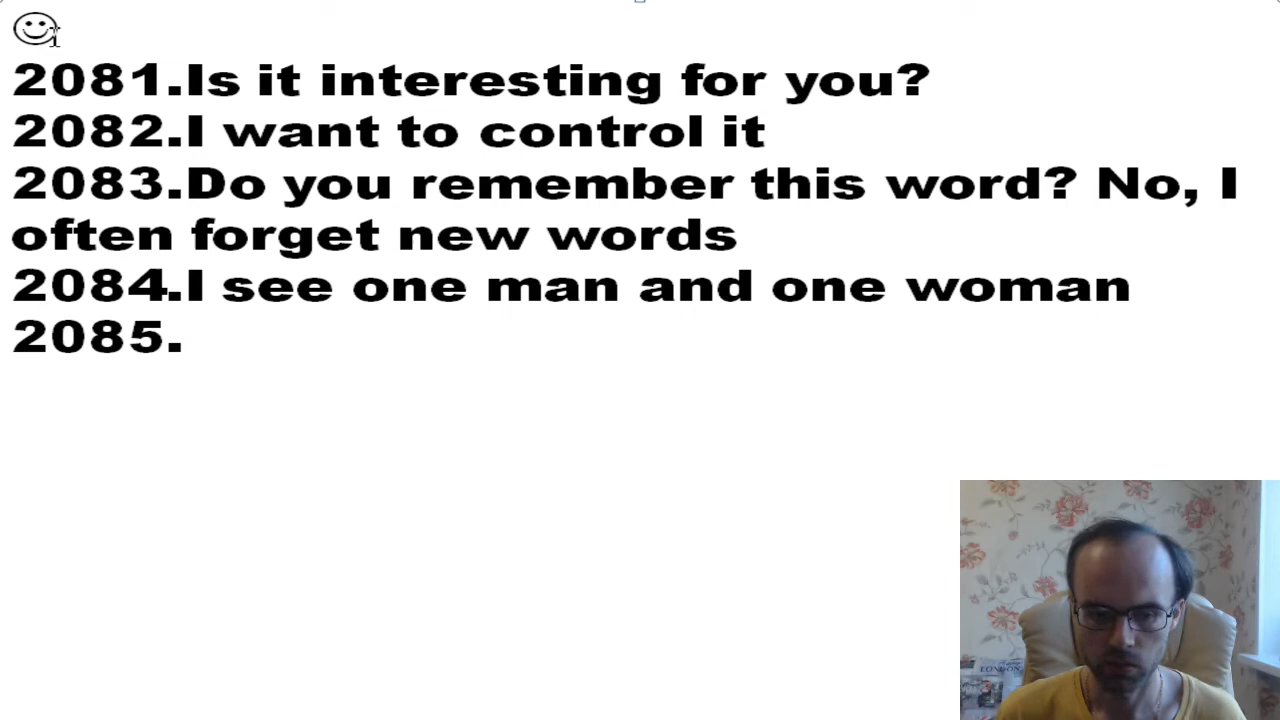 2081.Is it interesting for you?
2082.I want to control it
2083.Do you remember this word? No, I
often forget new words
2084.I see one man and one woman
2085.
LONDON